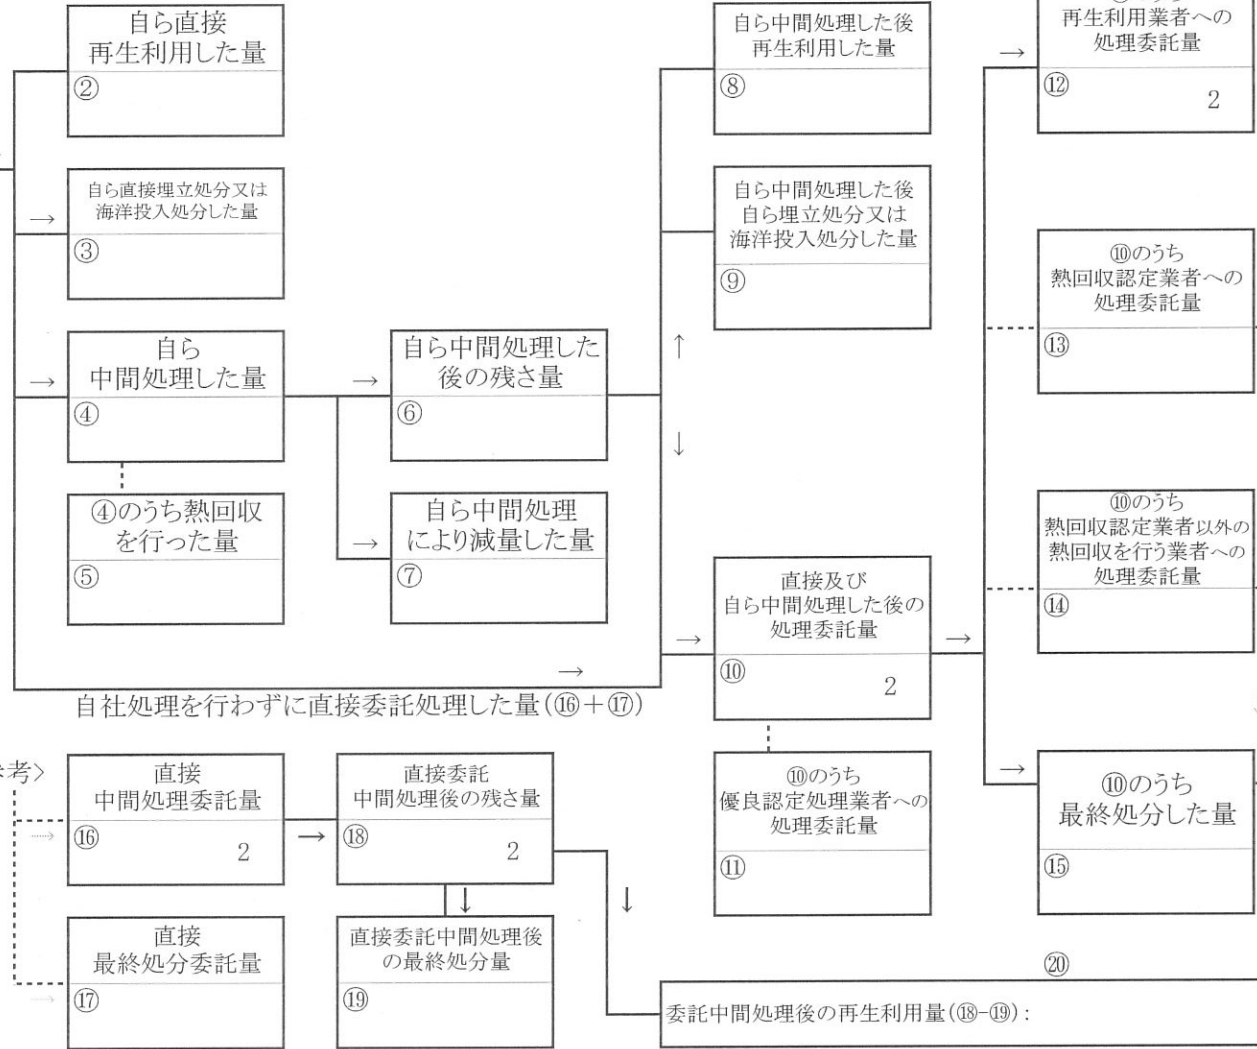 自ら直接
再生利用した量
②
自ら直接埋立処分又は
海洋投入処分した量
③
自ら
中間処理した量
④
④のうち熱回収
を行った量
⑤
自ら中間処理した
後の残さ量
⑥
自ら中間処理
により減量した量
⑦
自ら中間処理した後
再生利用した量
⑧
自ら中間処理した後
自ら埋立処分又は
海洋投入処分した量
⑨
直接及び
自ら中間処理した後の
処理委託量
⑩
2
⑩のうち
優良認定処理業者への
処理委託量
⑪
再生利用業者への
処理委託量
⑫
2
⑩のうち
熱回収認定業者への
処理委託量
⑬
⑩のうち
熱回収認定業者以外の
熱回収を行う業者への
処理委託量
⑭
⑩のうち
最終処分した量
⑮
自社処理を行わずに直接委託処理した量(⑯+⑰)
考>
直接
中間処理委託量
⑯
2
直接委託
中間処理後の残さ量
⑱
2
直接
最終処分委託量
⑰
直接委託中間処理後
の最終処分量
⑲
⑳
委託中間処理後の再生利用量(⑱-⑲):